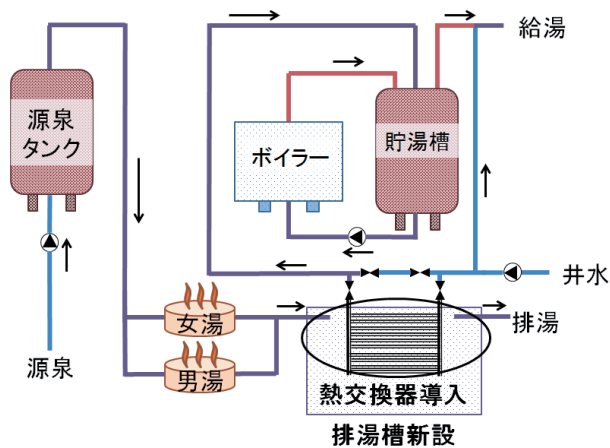 給湯
源泉
タンク
ボイラー
貯湯槽
井水
女湯
排湯
源泉
男湯
熱交換器導入
排湯槽新設